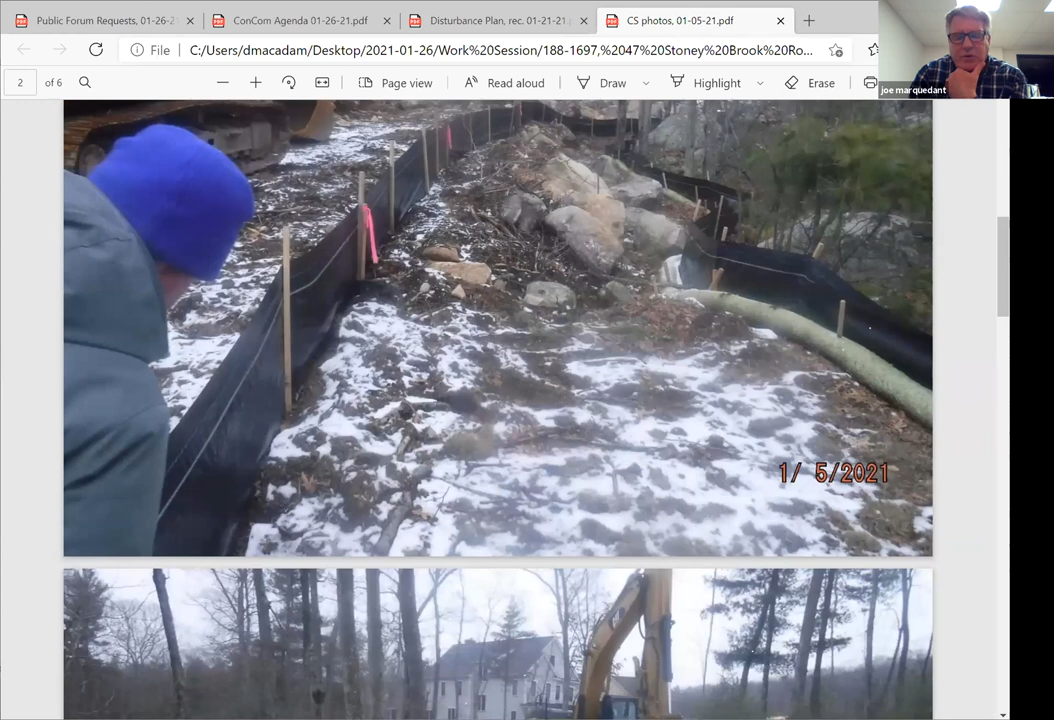 Public Forum Requests, 01-26-2
ConCom Agenda 01-26-21.pdf
Disturbance Plan, rec. 01-21-21.
CS photos, 01-05-21.pdf
File
C:/Users/dmacadam/Desktop/2021-01-26/Work%20Session/188-1697,%2047%20Stoney%20Brook%20Ro...
2 of 6
Page view
Read aloud
Draw
Highlight
Erase
joe marquedant
1/ 5/2021